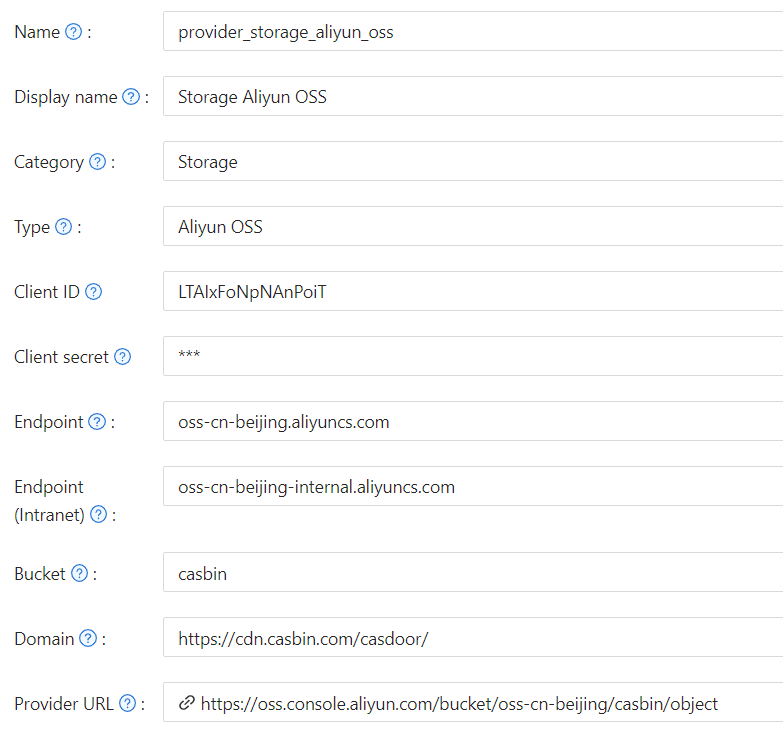 Name ? :
provider_storage_aliyun_oss
Display name ? :
Storage Aliyun OSS
Category ? :
Storage
Type ? :
Aliyun OSS
Client ID ?
LTAIxFoNpNAnPoiT
Client secret ?
***
Endpoint ? :
oss-cn-beijing.aliyuncs.com
Endpoint
(Intranet) ? :
oss-cn-beijing-internal.aliyuncs.com
Bucket ? :
casbin
Domain ? :
https://cdn.casbin.com/casdoor/
Provider URL ? :
https://oss.console.aliyun.com/bucket/oss-cn-beijing/casbin/object